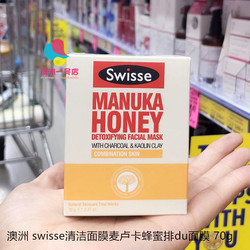 Swisse
MANUKA
HONEY
DETOXIFYING FACIAL MASK
WITH CHARCOAL & KAOLIN CLAY
COMBINATION SKIN
澳洲 swisse清洁面膜麦卢卡蜂蜜排du面膜 70g